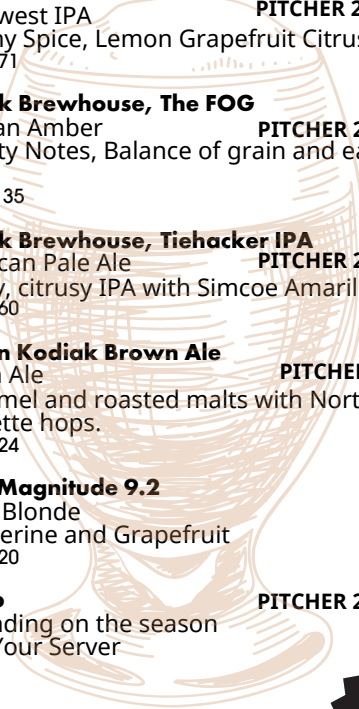 west IPA PITCHER 2
ny Spice, Lemon Grapefruit Citrus
71
k Brewhouse, The FOG
an Amber PITCHER 2
ty Notes, Balance of grain and ea
35
k Brewhouse, Tiehacker IPA
can Pale Ale PITCHER 2
y, citrusy IPA with Simcoe Amaril
60
n Kodiak Brown Ale
Ale PITCHER
mel and roasted malts with Nort
ette hops.
24
Magnitude 9.2
Blonde
erine and Grapefruit
20
PITCHER 2
nding on the season
Your Server